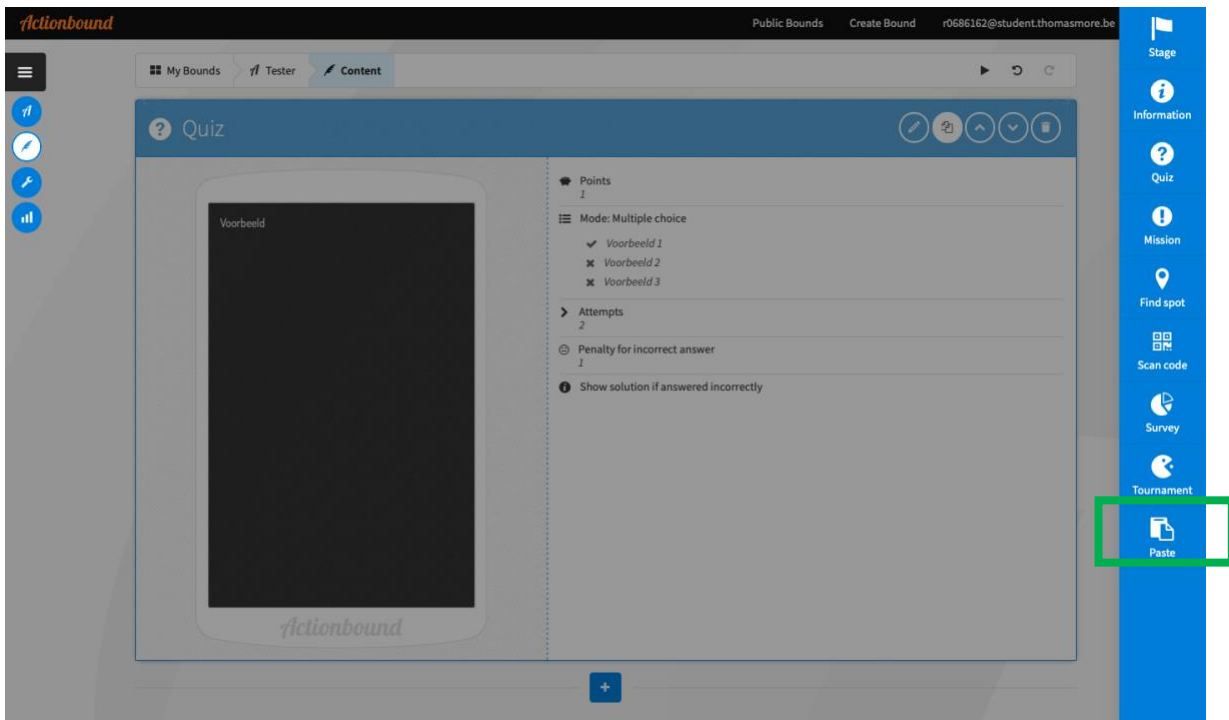 Actionbound
Public Bounds
Create Bound
r0686162@student.thomasmore.be
My Bounds
Tester
Content
Quiz
Voorbeeld
Actionbound
Points
1
Mode: Multiple choice
Voorbeeld 1
Voorbeeld 2
Voorbeeld 3
Attempts
2
Penalty for incorrect answer
1
Show solution if answered incorrectly
Stage
Information
Quiz
Mission
Find spot
Scan code
Survey
Tournament
Paste